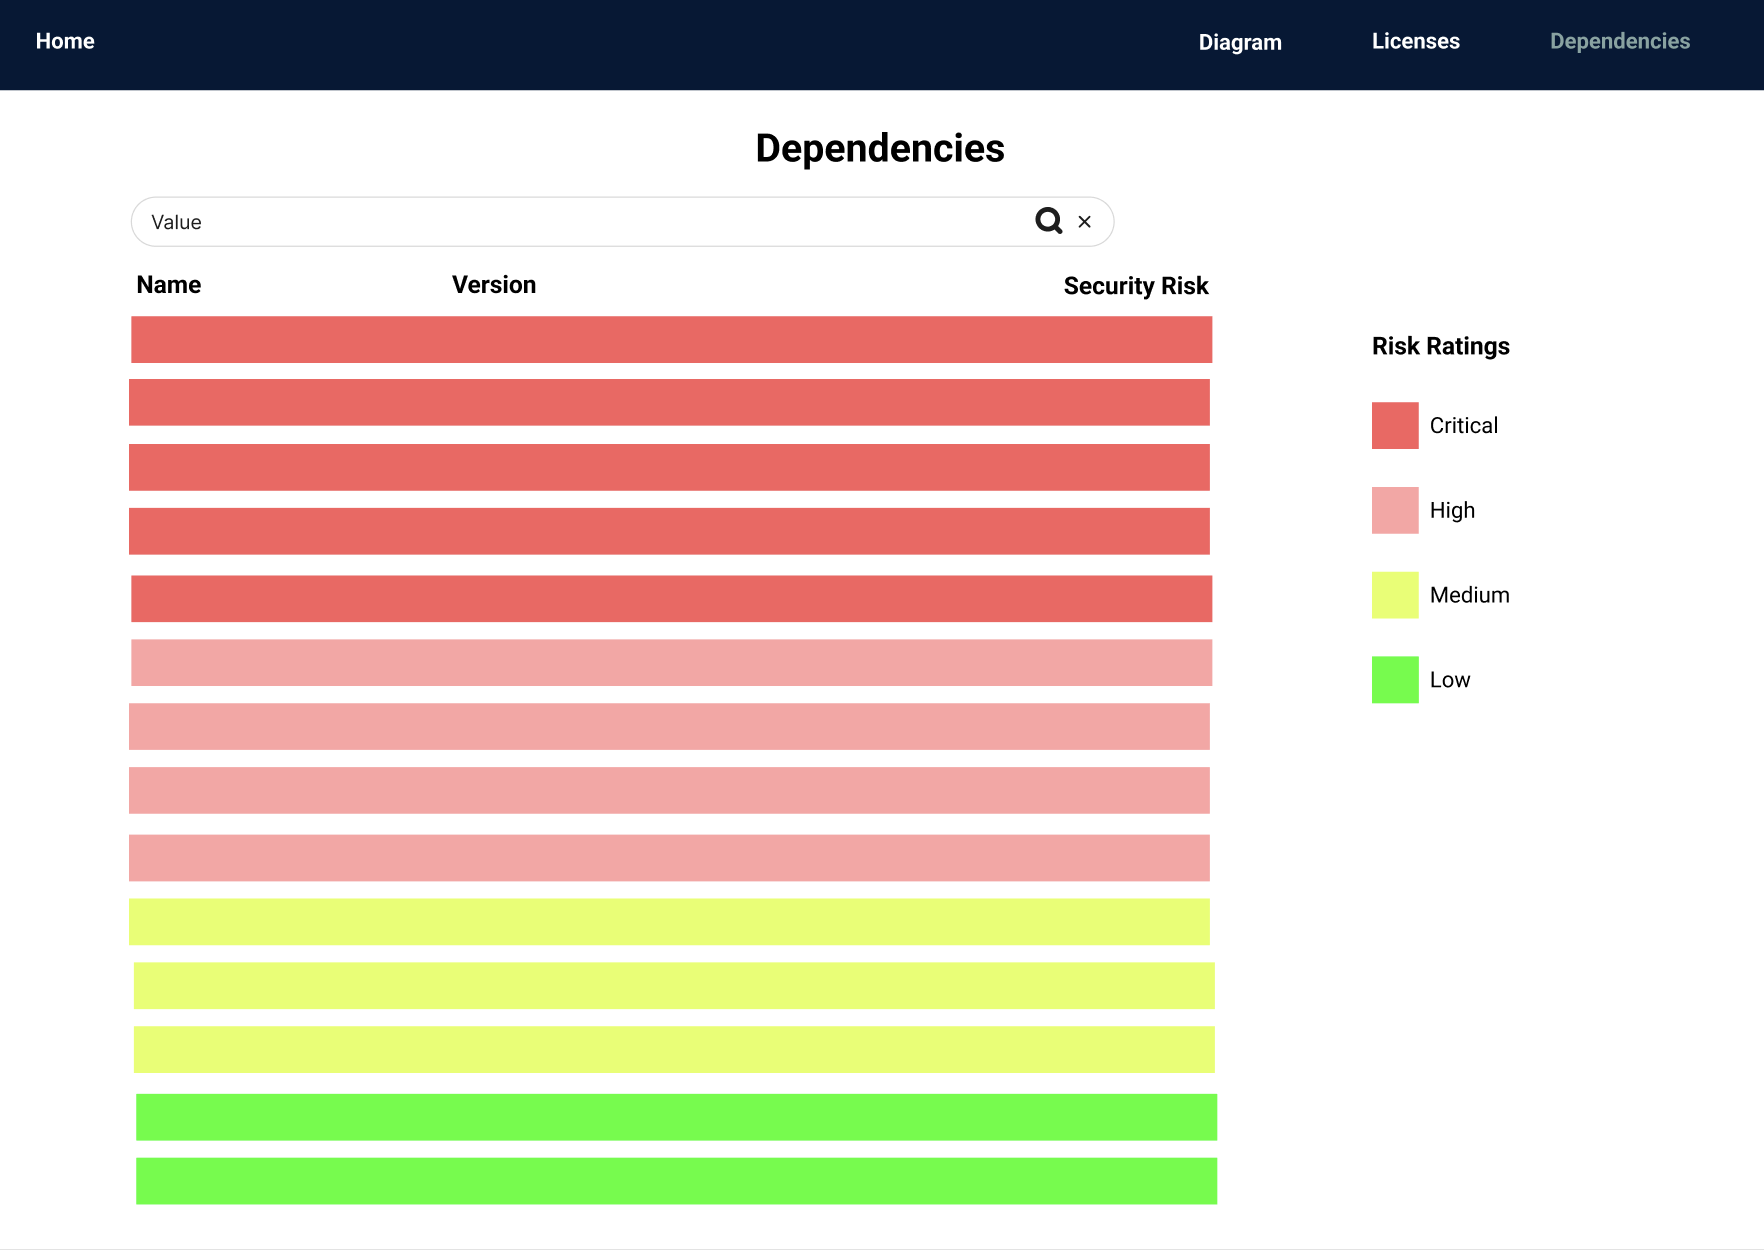 Home Diagram Licenses Dependencies
Dependencies
Value
Name Version Security Risk
Risk Ratings
Critical
High
Medium
Low